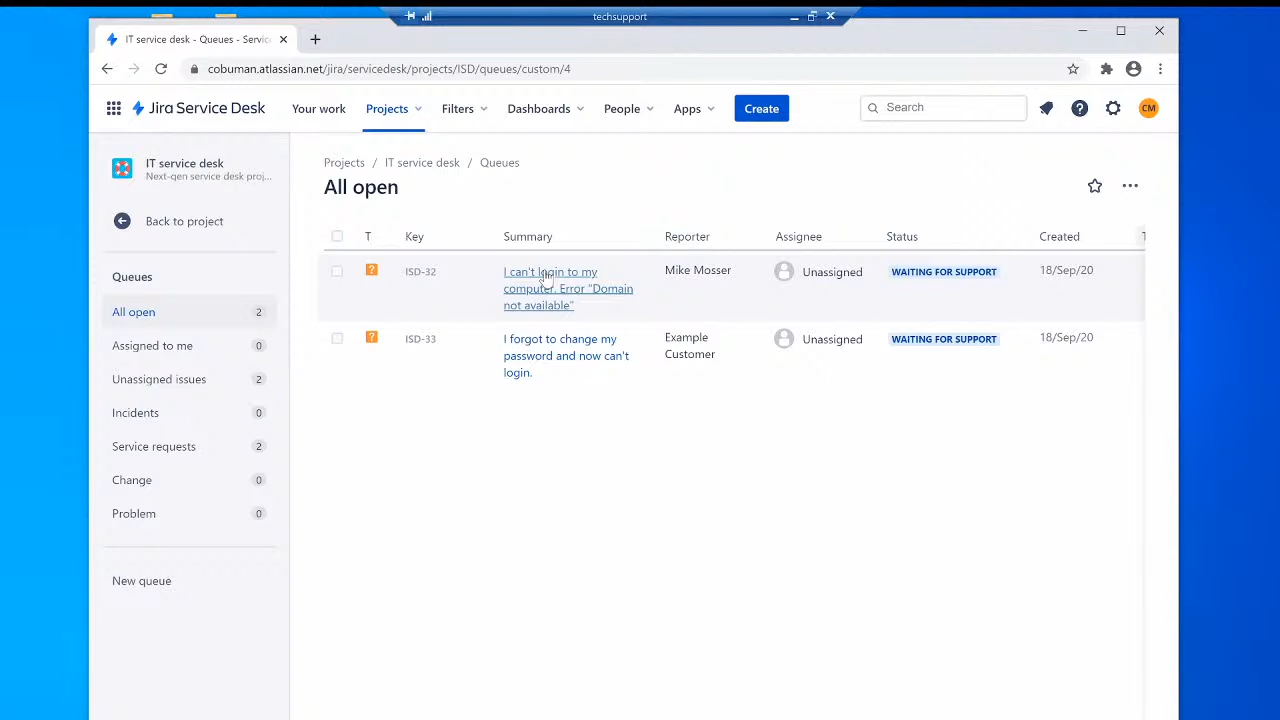 techsupport
IT service desk - Queues - Servic
cobuman.atlassian.net/jira/servicedesk/projects/ISD/queues/custom/4
Jira Service Desk
Your work
Projects
Filters
Dashboards
People
Apps
Create
Search
CM
IT service desk
Next-gen service desk proj...
Back to project
Queues
All open 2
Assigned to me 0
Unassigned issues 2
Incidents 0
Service requests 2
Change 0
Problem 0
New queue
Projects / IT service desk / Queues
All open
T Key Summary Reporter Assignee Status Created
ISD-32
I can't login to my
computer. Error "Domain
not available"
Mike Mosser
Unassigned
WAITING FOR SUPPORT
18/Sep/20
ISD-33
I forgot to change my
password and now can't
login.
Example
Customer
Unassigned
WAITING FOR SUPPORT
18/Sep/20